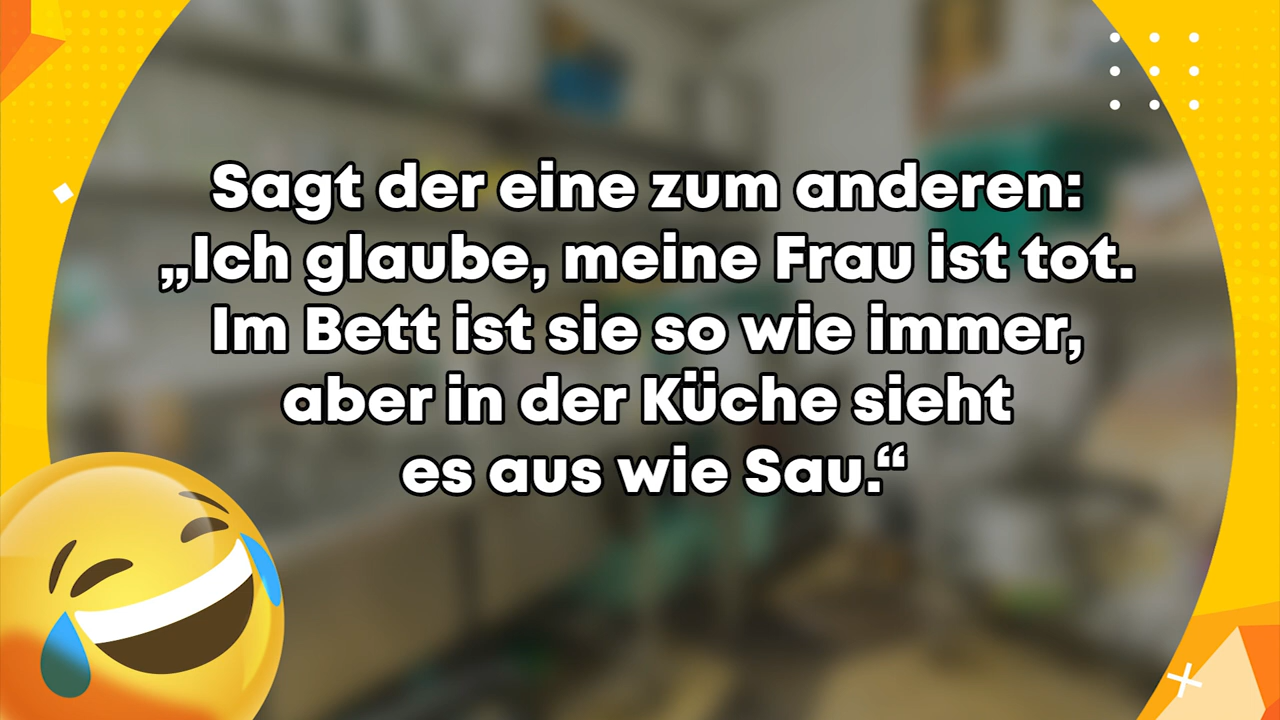 Sagt der eine zum anderen:
„Ich glaube, meine Frau ist tot.
Im Bett ist sie so wie immer,
aber in der Küche sieht
es aus wie Sau.“